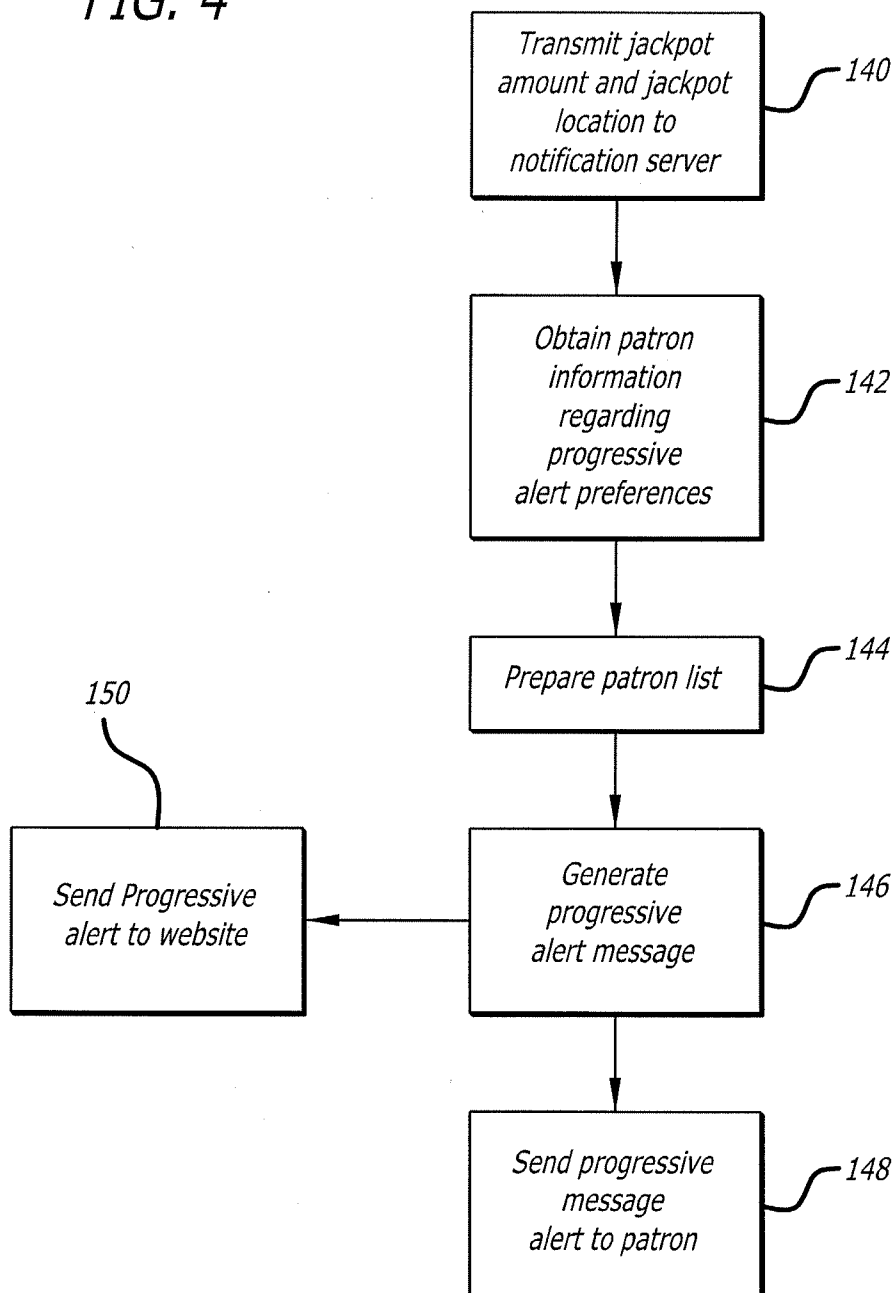 FIG. 4
Transmit jackpot
amount and jackpot
location to
notification server
140
Obtain patron
information
regarding
progressive
alert preferences
142
Prepare patron list
144
150
Send Progressive
alert to website
Generate
progressive
alert message
146
Send progressive
message
alert to patron
148